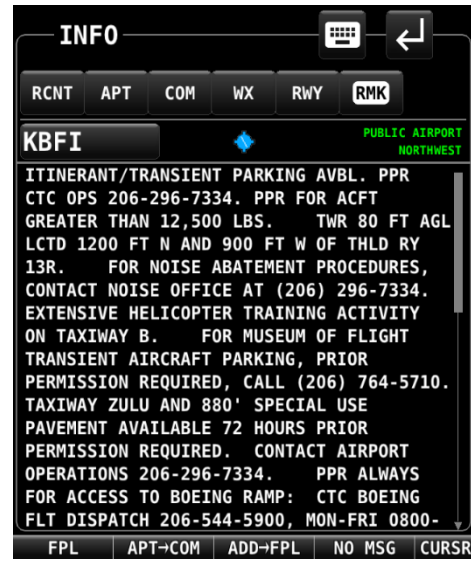 INFO
RCNT APT COM WX RWY RMK
KBFI
PUBLIC AIRPORT
NORTHWEST
ITINERANT/TRANSIENT PARKING AVBL. PPR
CTC OPS 206-296-7334. PPR FOR ACFT
GREATER THAN 12,500 LBS. TWR 80 FT AGL
LCTD 1200 FT N AND 900 FT W OF THLD RY
13R. FOR NOISE ABATEMENT PROCEDURES,
CONTACT NOISE OFFICE AT (206) 296-7334.
EXTENSIVE HELICOPTER TRAINING ACTIVITY
ON TAXIWAY B. FOR MUSEUM OF FLIGHT
TRANSIENT AIRCRAFT PARKING, PRIOR
PERMISSION REQUIRED, CALL (206) 764-5710.
TAXIWAY ZULU AND 880' SPECIAL USE
PAVEMENT AVAILABLE 72 HOURS PRIOR
PERMISSION REQUIRED. CONTACT AIRPORT
OPERATIONS 206-296-7334. PPR ALWAYS
FOR ACCESS TO BOEING RAMP: CTC BOEING
FLT DISPATCH 206-544-5900, MON-FRI 0800-
FPL APT→COM ADD→FPL NO MSG CURSR